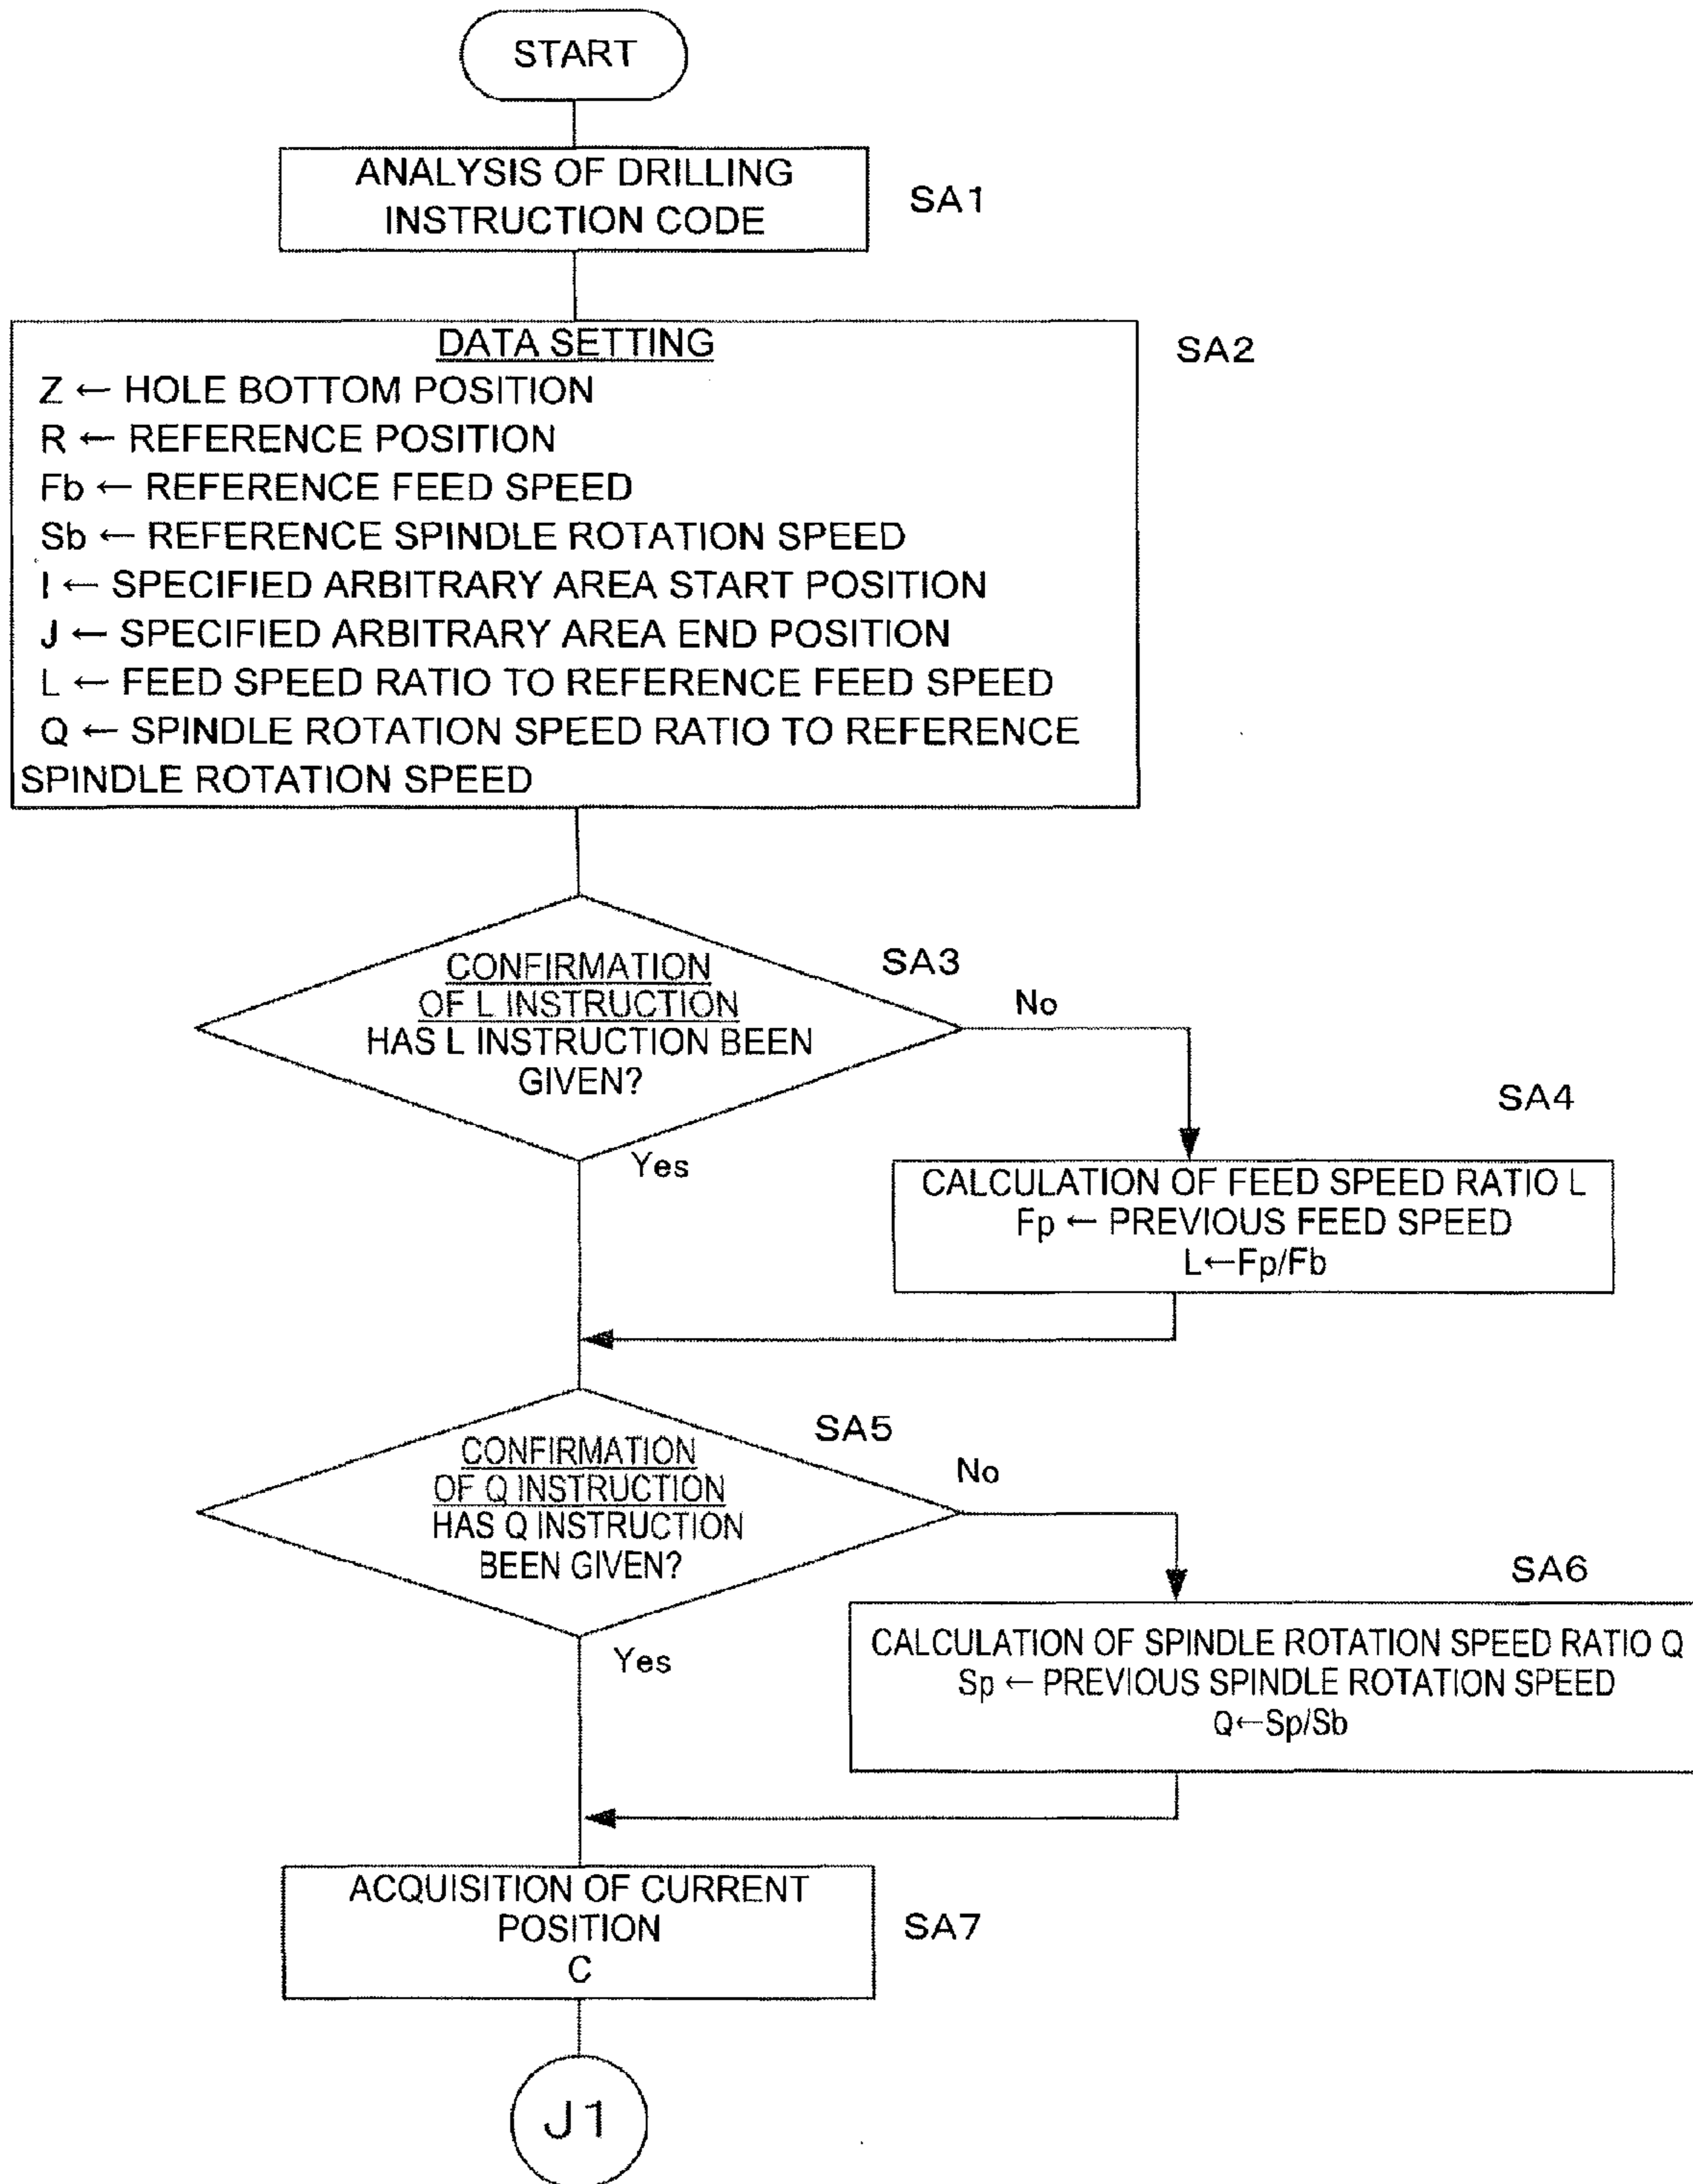 START
ANALYSIS OF DRILLING
INSTRUCTION CODE
SA1
DATA SETTING
SA2
Z ← HOLE BOTTOM POSITION
R ← REFERENCE POSITION
Fb ← REFERENCE FEED SPEED
Sb ← REFERENCE SPINDLE ROTATION SPEED
I ← SPECIFIED ARBITRARY AREA START POSITION
J ← SPECIFIED ARBITRARY AREA END POSITION
L ← FEED SPEED RATIO TO REFERENCE FEED SPEED
Q ← SPINDLE ROTATION SPEED RATIO TO REFERENCE
SPINDLE ROTATION SPEED
SA3
CONFIRMATION
OF L INSTRUCTION
HAS L INSTRUCTION BEEN
GIVEN?
No
Yes
SA4
CALCULATION OF FEED SPEED RATIO L
Fp ← PREVIOUS FEED SPEED
L←Fp/Fb
SA5
CONFIRMATION
OF Q INSTRUCTION
HAS Q INSTRUCTION
BEEN GIVEN?
No
Yes
SA6
CALCULATION OF SPINDLE ROTATION SPEED RATIO Q
Sp ← PREVIOUS SPINDLE ROTATION SPEED
Q←Sp/Sb
ACQUISITION OF CURRENT
POSITION
C
SA7
J1